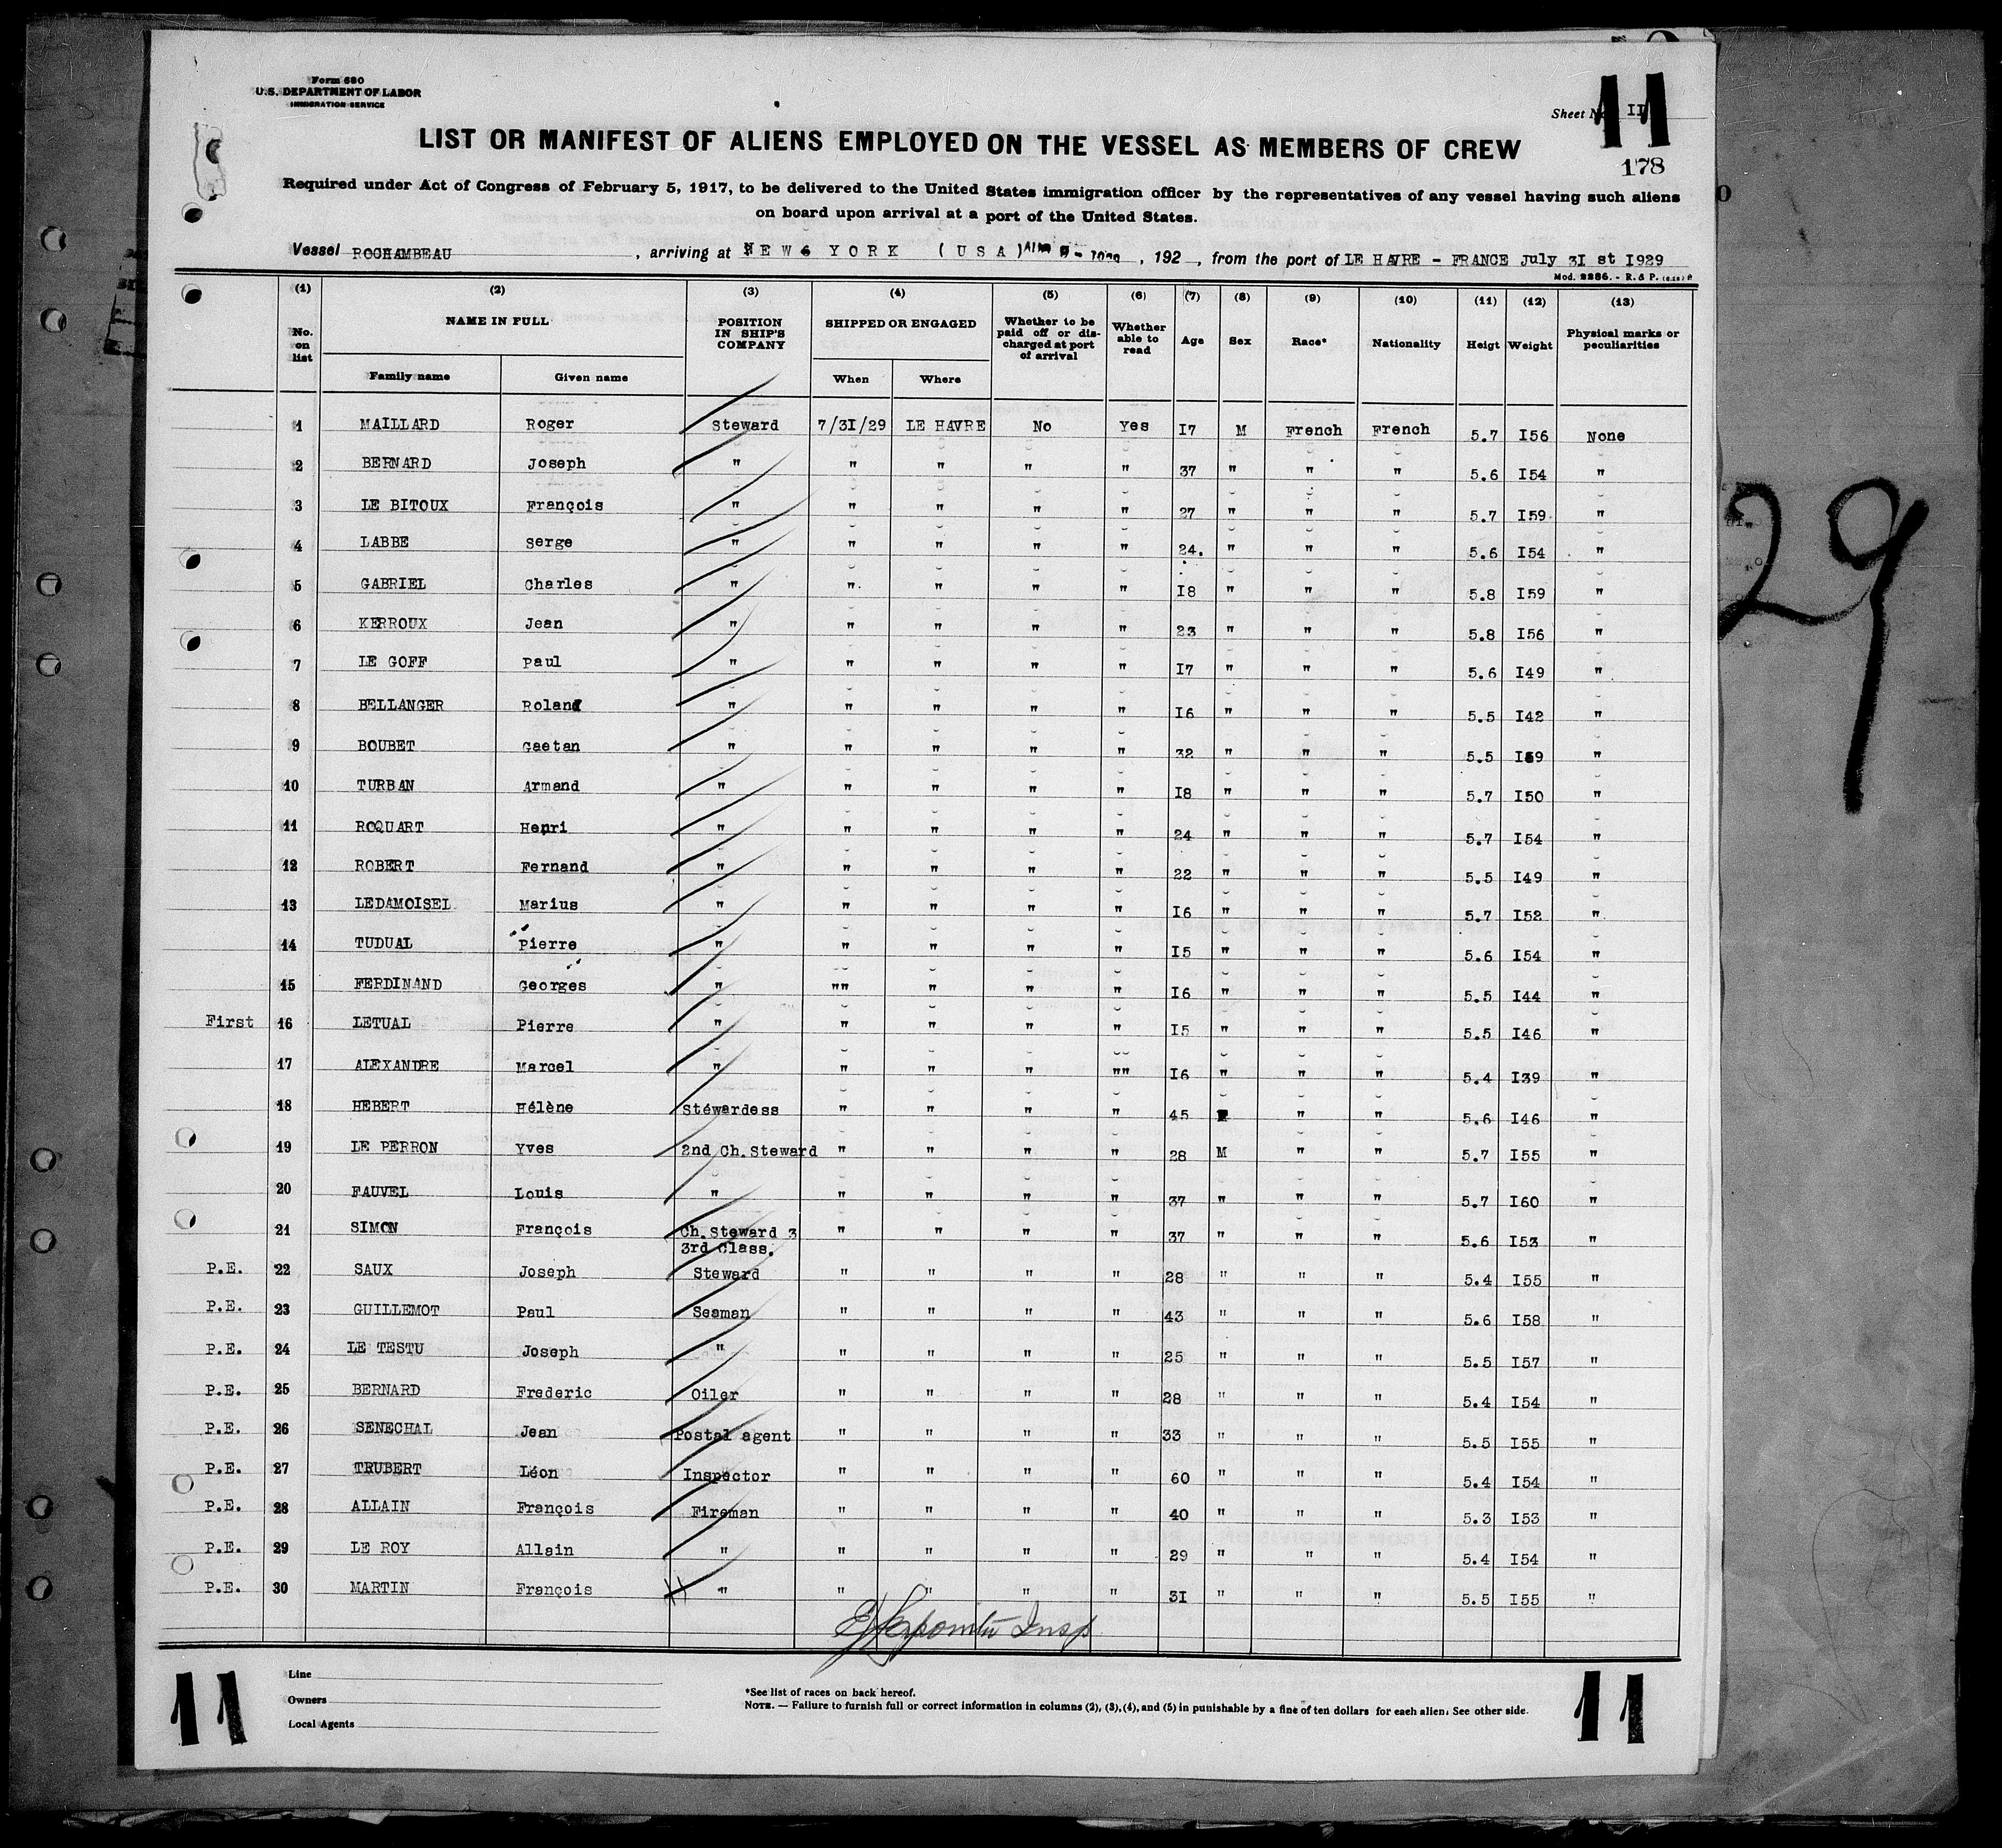 Form 680
U.S. DEPARTMENT OF LABOR
IMMIGRATION SERVICE
Sheet No. II
11
178
LIST OR MANIFEST OF ALIENS EMPLOYED ON THE VESSEL AS MEMBERS OF CREW
Required under Act of Congress of February 5, 1917, to be delivered to the United States immigration officer by the representatives of any vessel having such aliens
on board upon arrival at a port of the United States.
Vessel ROCHAMBEAU , arriving at NEW YORK (USA) , 192 , from the port of LE HAVRE - FRANCE July 31 st 1929
Mod. 2286. - R. & P.
(1) (2) (3) (4) (5) (6) (7) (8) (9) (10) (11) (12) (13)
No. on list NAME IN FULL POSITION IN SHIP'S COMPANY SHIPPED OR ENGAGED Whether to be paid off or discharged at port of arrival Whether able to read Age Sex Race* Nationality Heigt Weight Physical marks or peculiarities
Family name Given name When Where
1 MAILLARD Roger Steward 7/31/29 LE HAVRE No Yes I7 M French French 5.7 I56 None
2 BERNARD Joseph " " " " " 37 " " " 5.6 I54 "
3 LE BITOUX François " " " " " 27 " " " 5.7 I59 "
4 LABBE Serge " " " " " 24. " " " 5.6 I54 "
5 GABRIEL Charles " " " " " I8 " " " 5.8 I59 "
6 KERROUX Jean " " " " " 23 " " " 5.8 I56 "
7 LE GOFF Paul " " " " " I7 " " " 5.6 I49 "
8 BELLANGER Roland " " " " " I6 " " " 5.5 I42 "
9 BOUBET Gaetan " " " " " 32 " " " 5.5 I59 "
10 TURBAN Armand " " " " " I8 " " " 5.7 I50 "
11 ROQUART Henri " " " " " 24 " " " 5.7 I54 "
12 ROBERT Fernand " " " " " 22 " " " 5.5 I49 "
13 LEDAMOISEL Marius " " " " " I6 " " " 5.7 I52 "
14 TUDUAL Pierre " " " " " I5 " " " 5.6 I54 "
15 FERDINAND Georges " "" " " " I6 " " " 5.5 I44 "
First 16 LETUAL Pierre " " " " " I5 " " " 5.5 I46 "
17 ALEXANDRE Marcel " " " " "" I6 " " " 5.4 I39 "
18 HEBERT Hélène Stewardess " " " " 45 F " " 5.6 I46 "
19 LE PERRON Yves 2nd Ch. Steward " " " " 28 M " " 5.7 I55 "
20 FAUVEL Louis " " " " " 37 " " " 5.7 I60 "
21 SIMON François Ch. Steward 3 " " " " 37 " " " 5.6 I53 "
3rd Class.
P.E. 22 SAUX Joseph Steward " " " " 28 " " " 5.4 I55 "
P.E. 23 GUILLEMOT Paul Seaman " " " " 43 " " " 5.6 I58 "
P.E. 24 LE TESTU Joseph " " " " " 25 " " " 5.5 I57 "
P.E. 25 BERNARD Frederic Oiler " " " " 28 " " " 5.4 I54 "
P.E. 26 SENECHAL Jean Postal agent " " " " 33 " " " 5.5 I55 "
P.E. 27 TRUBERT Léon Inspector " " " " 60 " " " 5.4 I54 "
P.E. 28 ALLAIN François Fireman " " " " 40 " " " 5.3 I53 "
P.E. 29 LE ROY Allain " " " " " 29 " " " 5.4 I54 "
P.E. 30 MARTIN François " " " " " 3I " " " 5.5 I55 "
Insp
29
Line
Owners
Local Agents
*See list of races on back hereof.
NOTE. — Failure to furnish full or correct information in columns (2), (3), (4), and (5) in punishable by a fine of ten dollars for each alien. See other side.
11
11